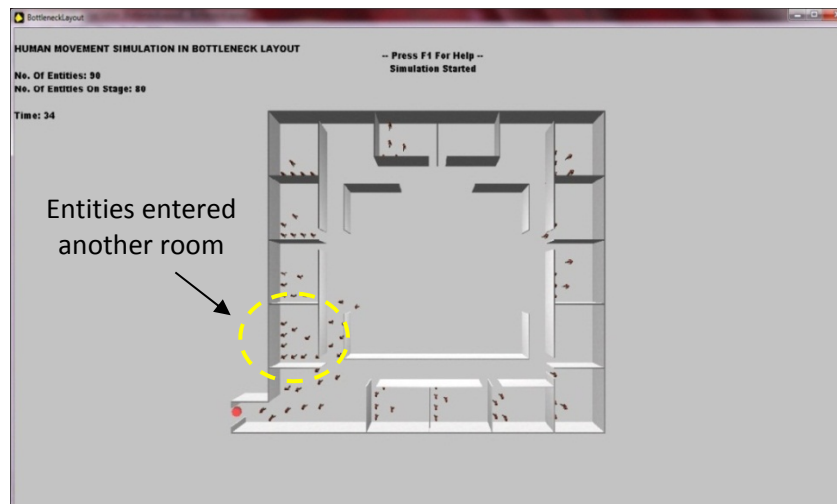 BottleneckLayout
HUMAN MOVEMENT SIMULATION IN BOTTLENECK LAYOUT
-- Press F1 For Help --
Simulation Started
No. Of Entities: 90
No. Of Entities On Stage: 80
Time: 34
Entities entered
another room